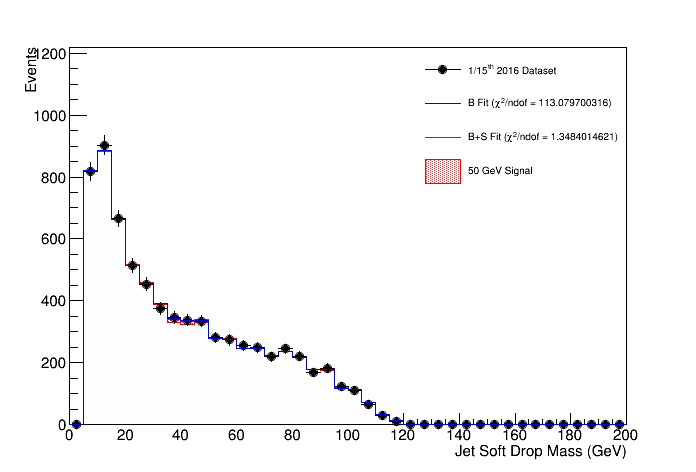 Events
1200
1000
800
600
400
200
0
0 20 40 60 80 100 120 140 160 180 200
Jet Soft Drop Mass (GeV)
1/15th 2016 Dataset
B Fit (χ²/ndof = 113.079700316)
B+S Fit (χ²/ndof = 1.3484014621)
50 GeV Signal